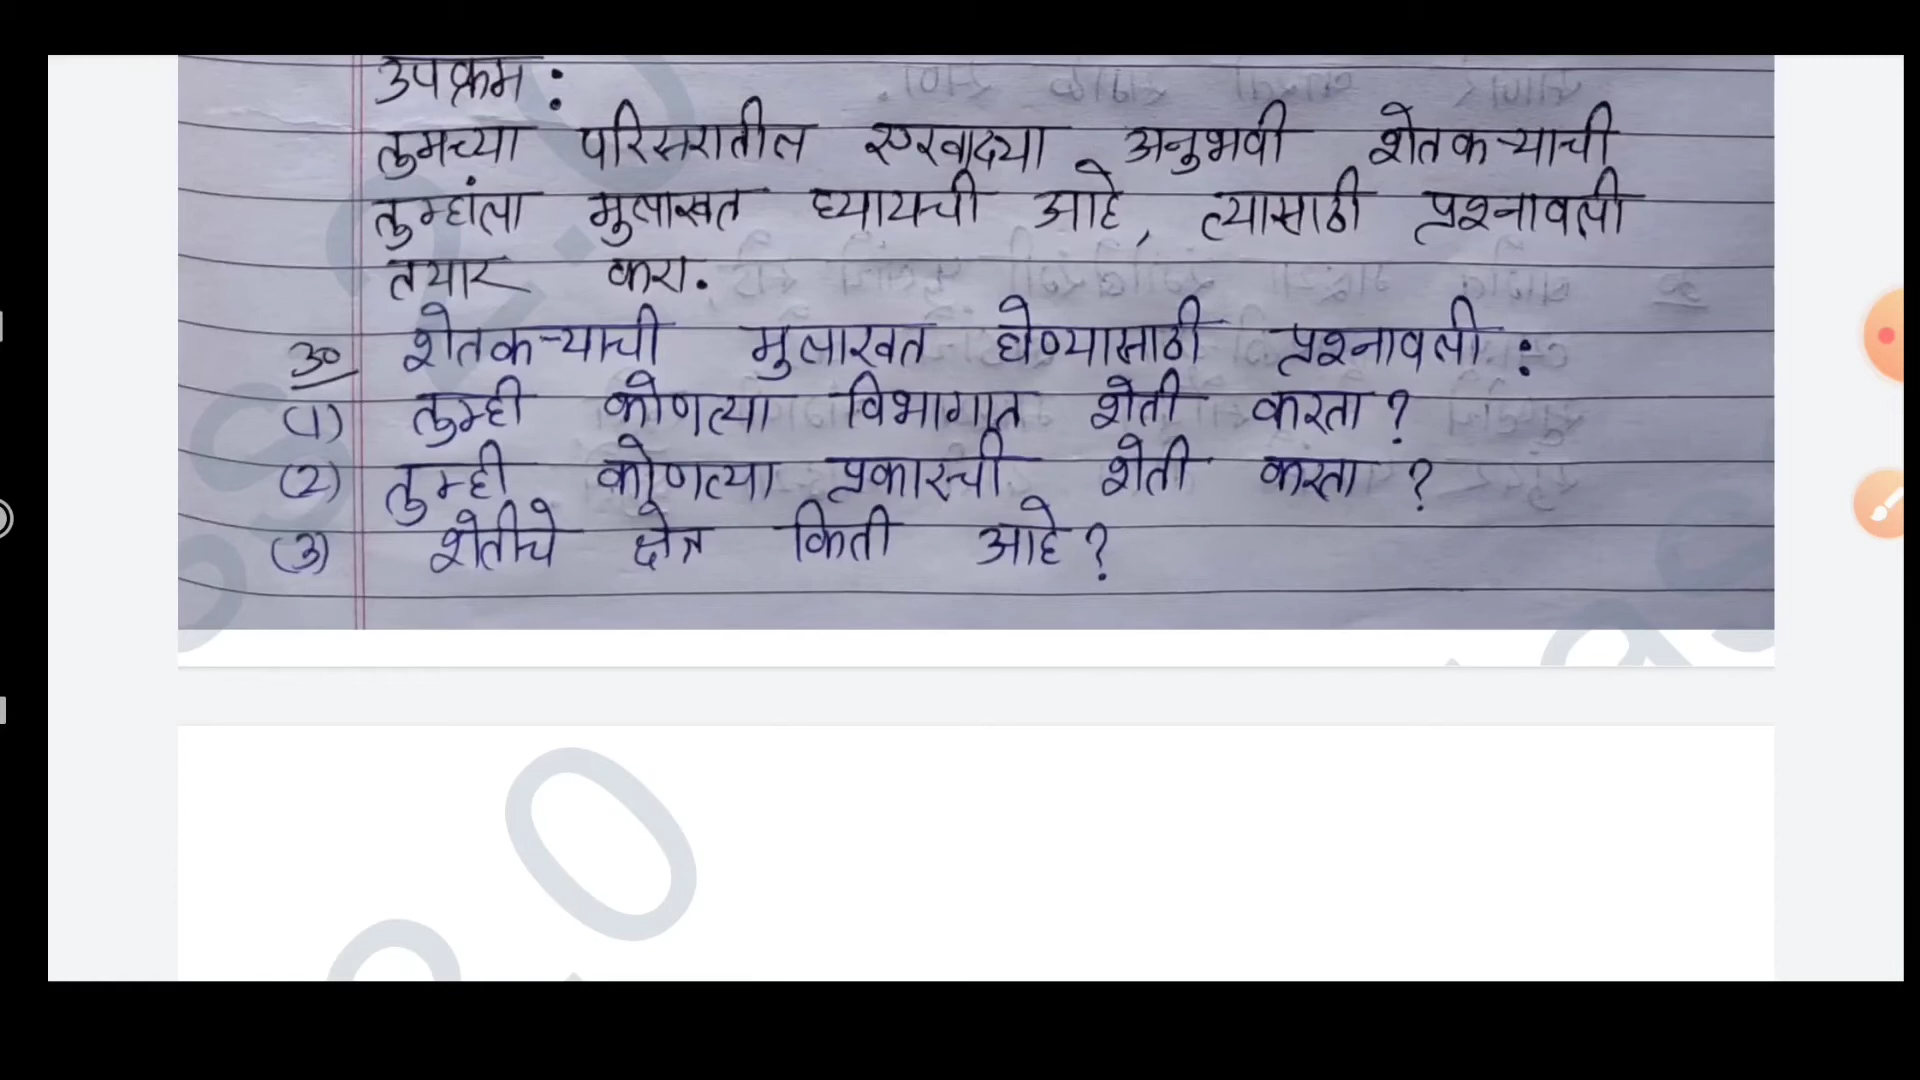 उपक्रम :
तुमच्या परिसरातील एखाद्या अनुभवी शेतकऱ्याची
तुम्हांला मुलाखत घ्यायची आहे, त्यासाठी प्रश्नावली
तयार करा.
उ० शेतकऱ्याची मुलाखत घेण्यासाठी प्रश्नावली :
(1) तुम्ही कोणत्या विभागात शेती करता ?
(2) तुम्ही कोणत्या प्रकारची शेती करता ?
(3) शेतीचे क्षेत्र किती आहे ?